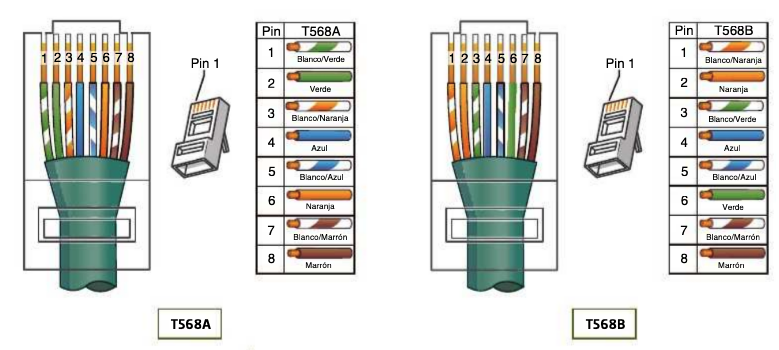 1 2 3 4 5 6 7 8
Pin 1
Pin T568A
1 Blanco/Verde
2 Verde
3 Blanco/Naranja
4 Azul
5 Blanco/Azul
6 Naranja
7 Blanco/Marrón
8 Marrón
T568A
1 2 3 4 5 6 7 8
Pin 1
Pin T568B
1 Blanco/Naranja
2 Naranja
3 Blanco/Verde
4 Azul
5 Blanco/Azul
6 Verde
7 Blanco/Marrón
8 Marrón
T568B